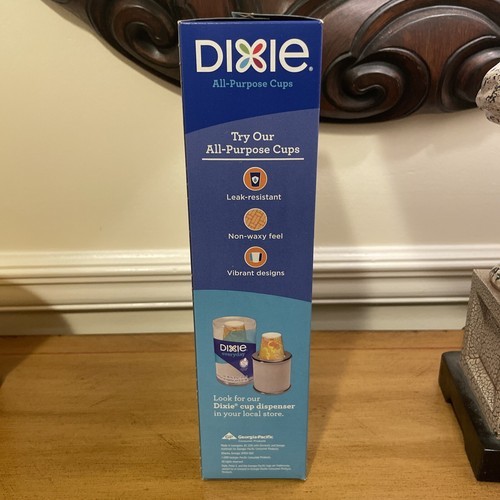 DIXIE®
All-Purpose Cups
Try Our
All-Purpose Cups
Leak-resistant
Non-waxy feel
Vibrant designs
DIXIE
Look for our
Dixie® cup dispenser
in your local store.
Georgia-Pacific